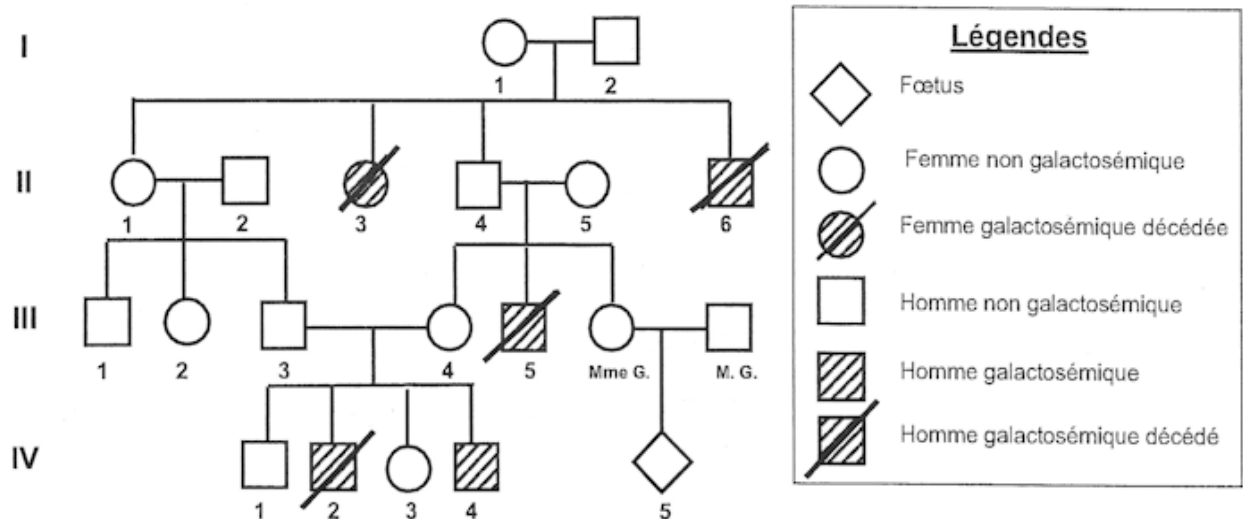 I
1
2
II
1
2
3
4
5
6
III
1
2
3
4
5
Mme G.
M. G.
IV
1
2
3
4
5
Légendes
Fœtus
Femme non galactosémique
Femme galactosémique décédée
Homme non galactosémique
Homme galactosémique
Homme galactosémique décédé